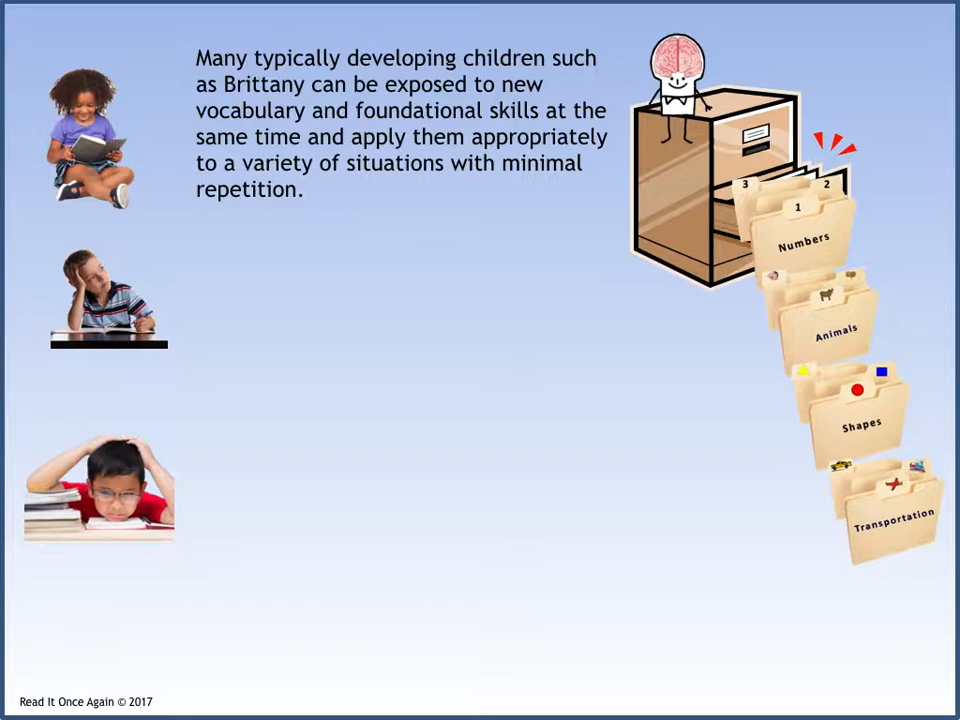 Many typically developing children such
as Brittany can be exposed to new
vocabulary and foundational skills at the
same time and apply them appropriately
to a variety of situations with minimal
repetition.
3
2
1
Numbers
Animals
Shapes
Transportation
Read It Once Again © 2017